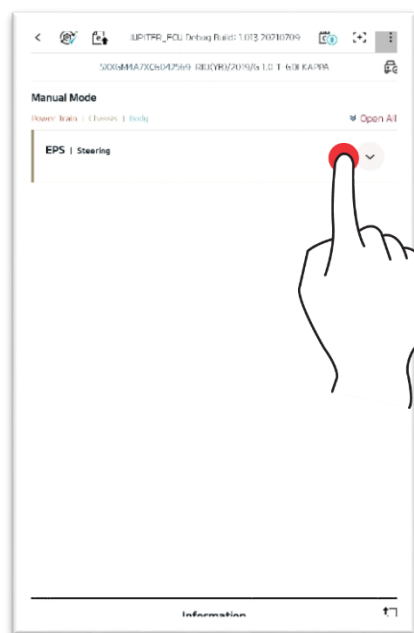 JUPITER_ECU Debug Build: 1.013 20210709
RIO(YB)/2019/G 1.0 T-GDI KAPPA
Manual Mode
Power Train | Chassis | Body
Open All
EPS | Steering
Information